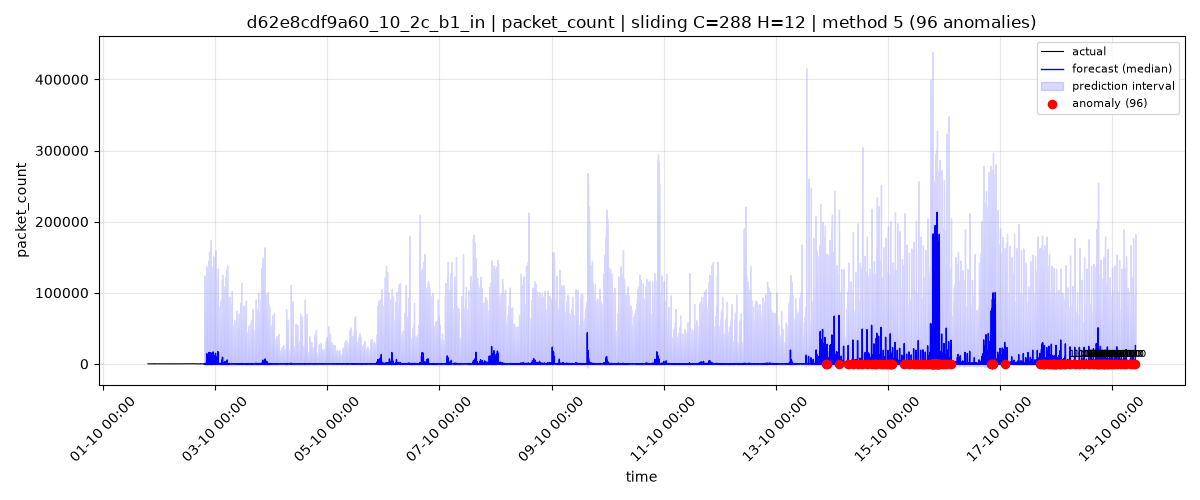 d62e8cdf9a60_10_2c_b1_in | packet_count | sliding C=288 H=12 | method 5 (96 anomalies)
actual
forecast (median)
prediction interval
anomaly (96)
packet_count
400000
300000
200000
100000
0
01-10 00:00
03-10 00:00
05-10 00:00
07-10 00:00
09-10 00:00
11-10 00:00
13-10 00:00
15-10 00:00
17-10 00:00
19-10 00:00
time